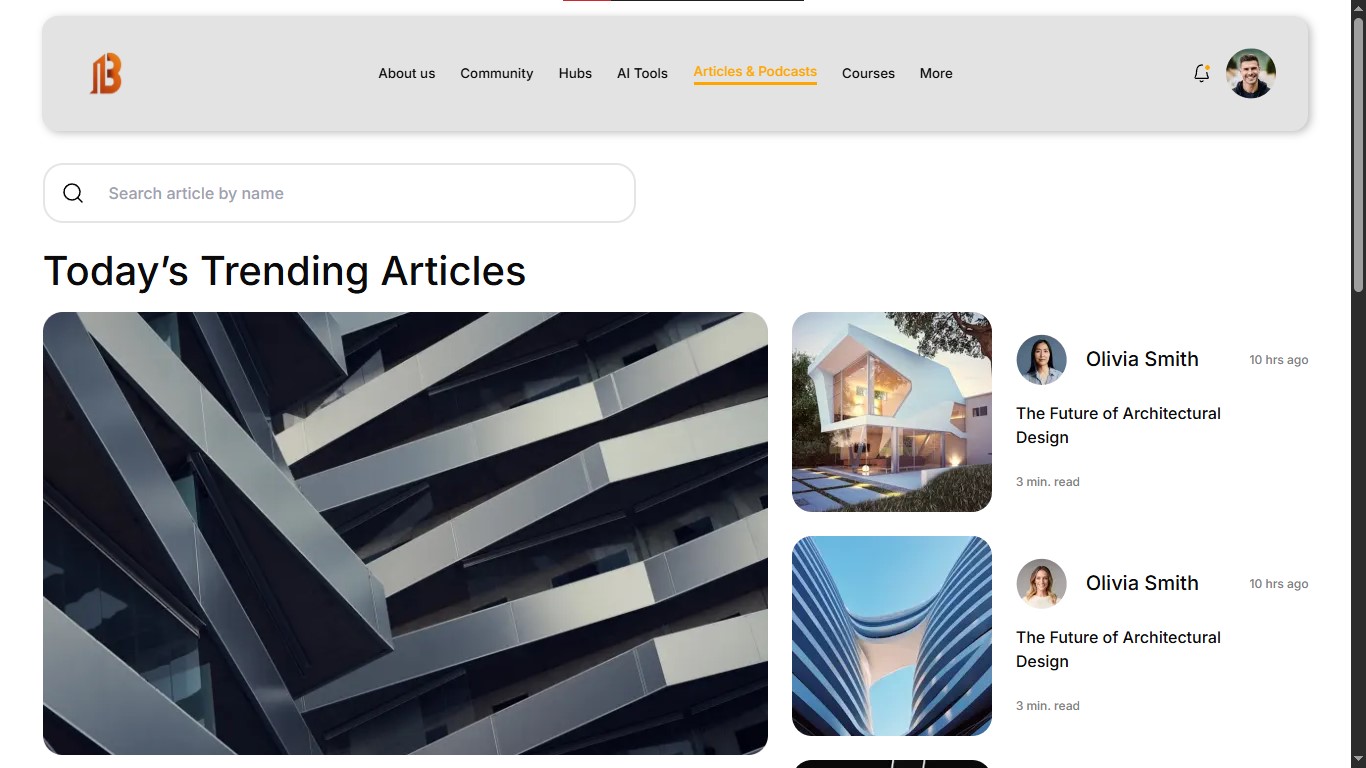 About us
Community
Hubs
AI Tools
Articles & Podcasts
Courses
More
Search article by name
Today’s Trending Articles
Olivia Smith
10 hrs ago
The Future of Architectural
Design
3 min. read
Olivia Smith
10 hrs ago
The Future of Architectural
Design
3 min. read